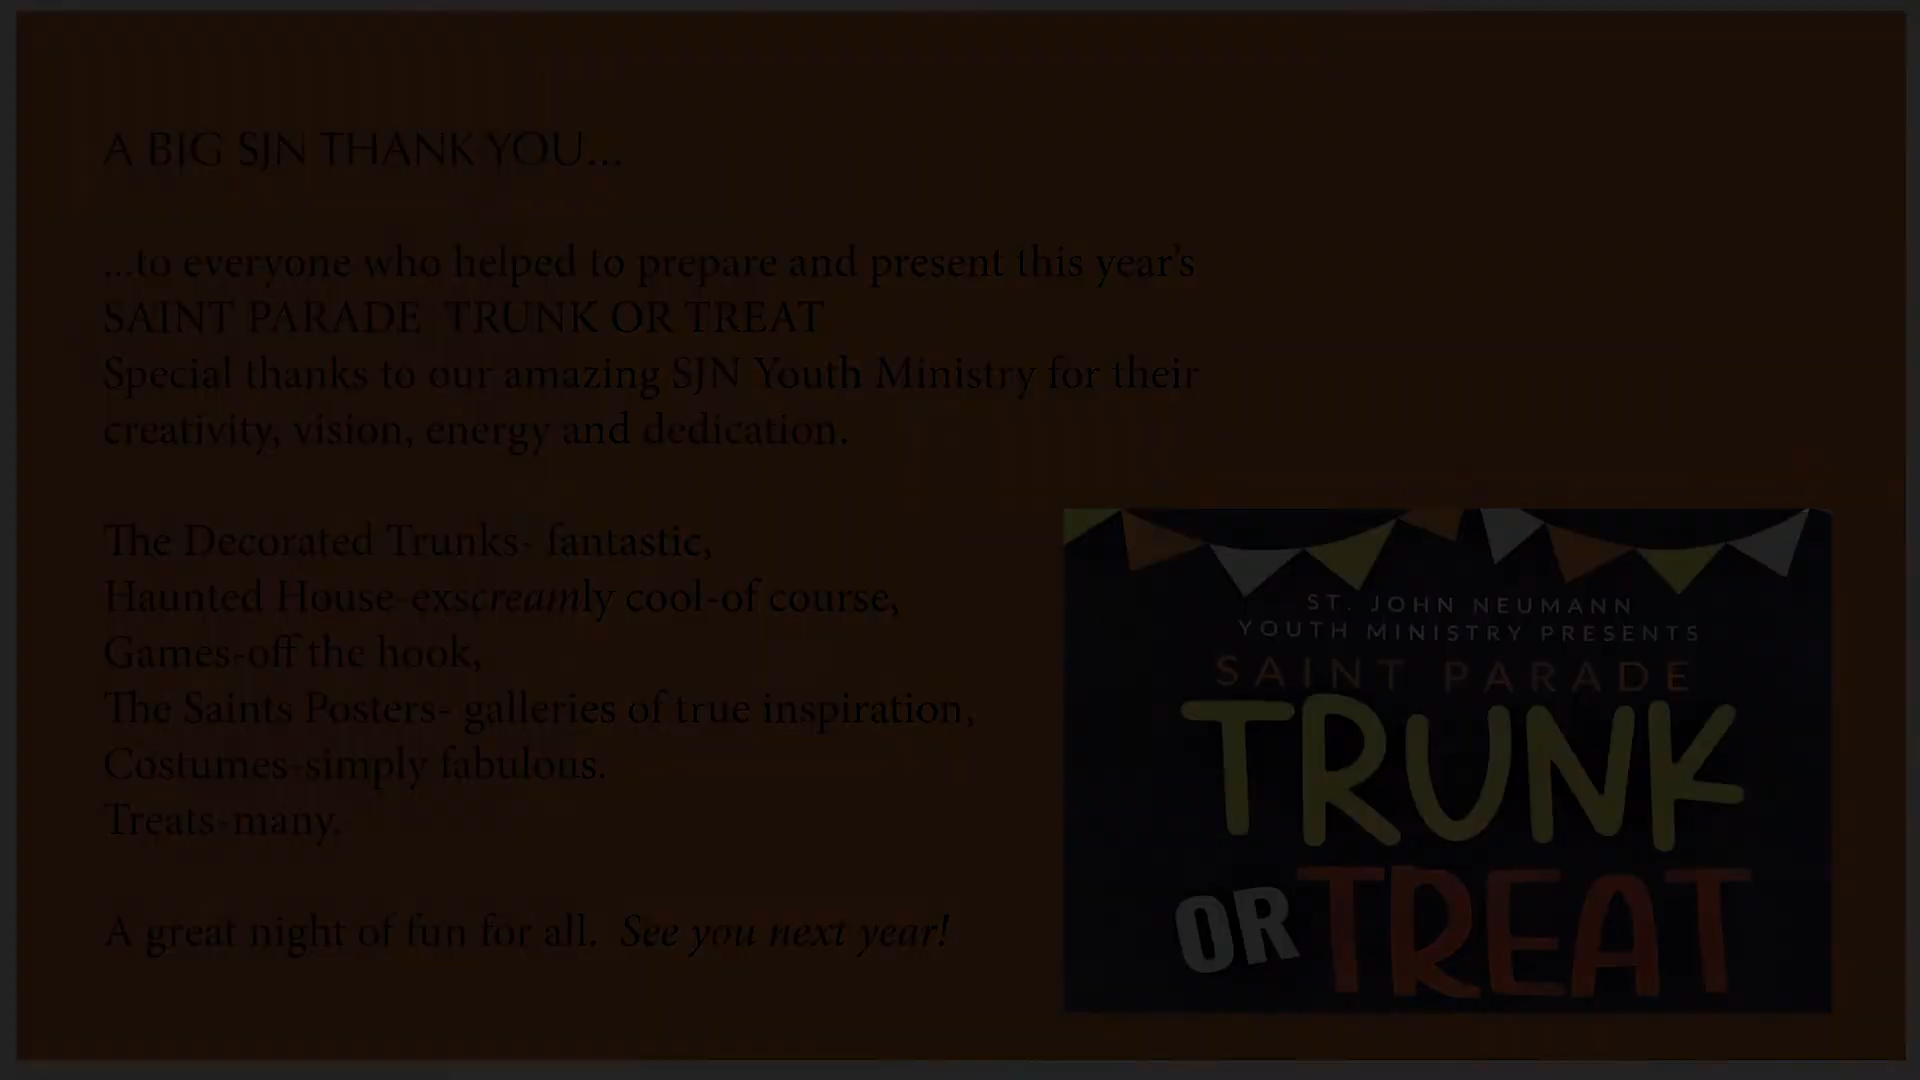 A BIG SJN THANK YOU...
...to everyone who helped to prepare and present this year's
SAINT PARADE TRUNK OR TREAT
Special thanks to our amazing SJN Youth Ministry for their
creativity, vision, energy and dedication.
The Decorated Trunks- fantastic,
Haunted House-exscreamly cool-of course,
Games-off the hook,
The Saints Posters- galleries of true inspiration,
Costumes-simply fabulous.
Treats-many.
A great night of fun for all. See you next year!
ST. JOHN NEUMANN
YOUTH MINISTRY PRESENTS
SAINT PARADE
TRUNK
OR TREAT